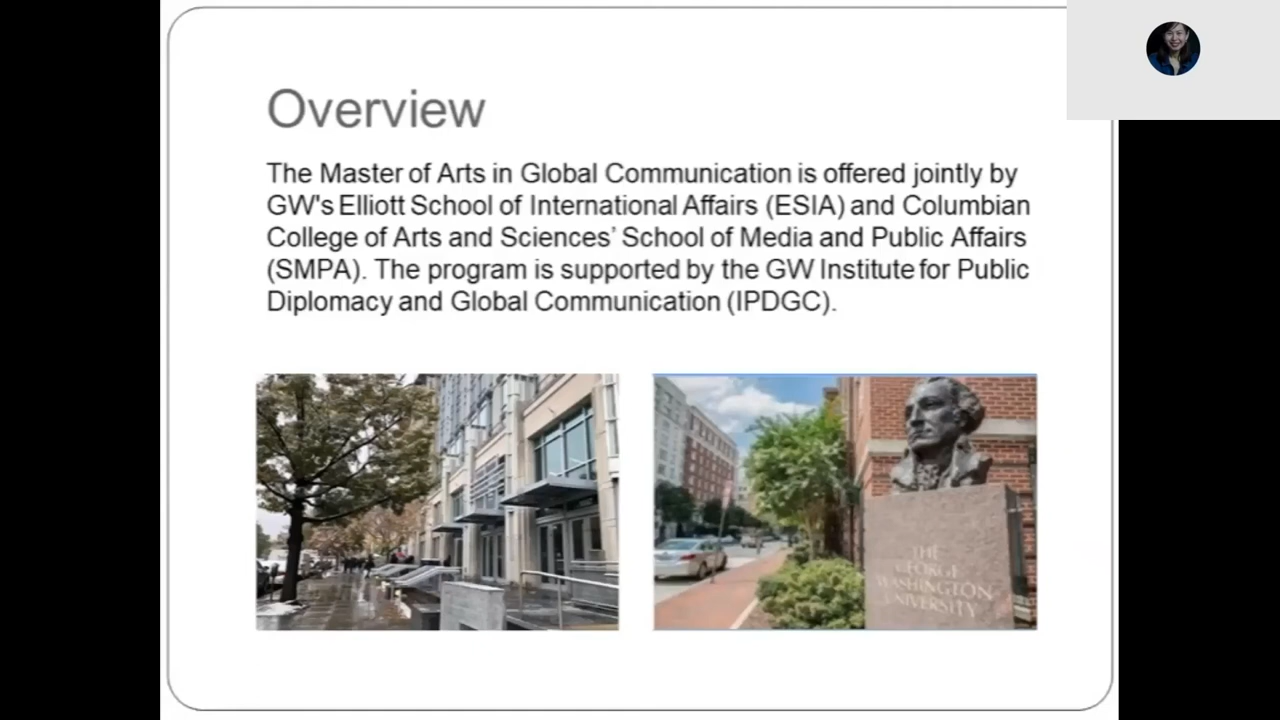 Overview
The Master of Arts in Global Communication is offered jointly by
GW's Elliott School of International Affairs (ESIA) and Columbian
College of Arts and Sciences’ School of Media and Public Affairs
(SMPA). The program is supported by the GW Institute for Public
Diplomacy and Global Communication (IPDGC).
THE
GEORGE
WASHINGTON
UNIVERSITY